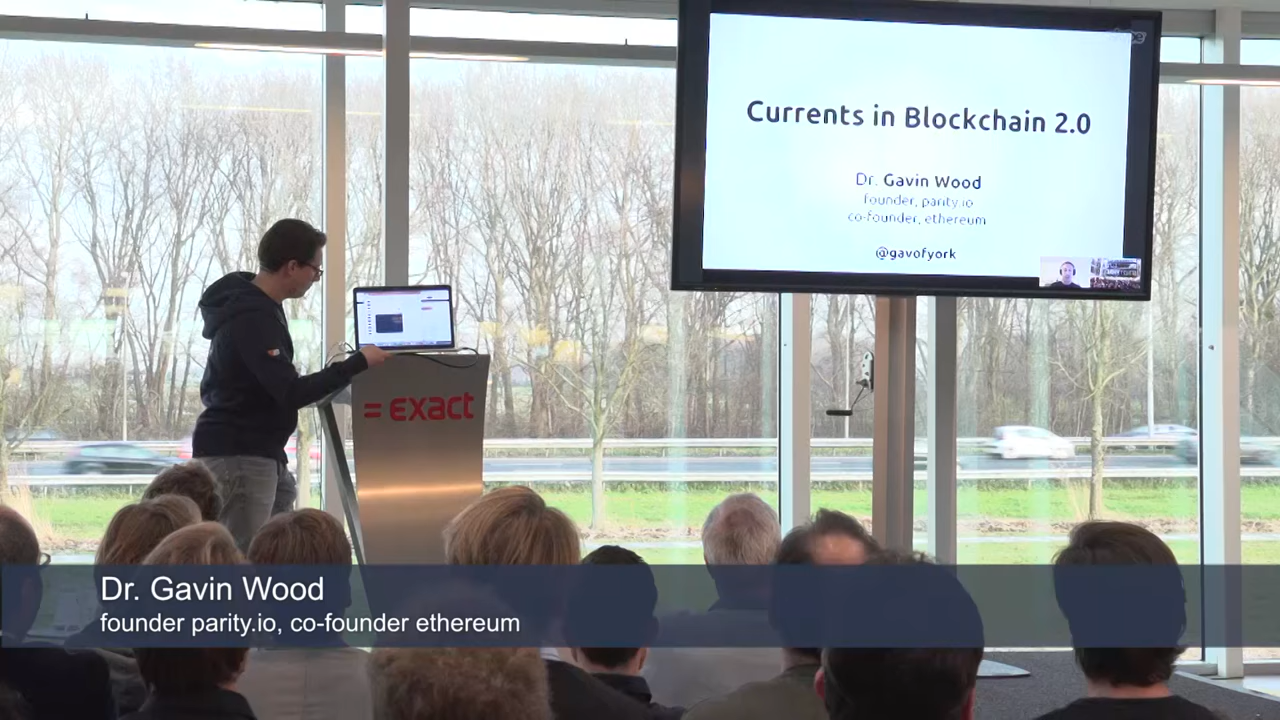 Currents in Blockchain 2.0
Dr. Gavin Wood
founder, parity.io
co-founder, ethereum
@gavofyork
= exact
Dr. Gavin Wood
founder parity.io, co-founder ethereum